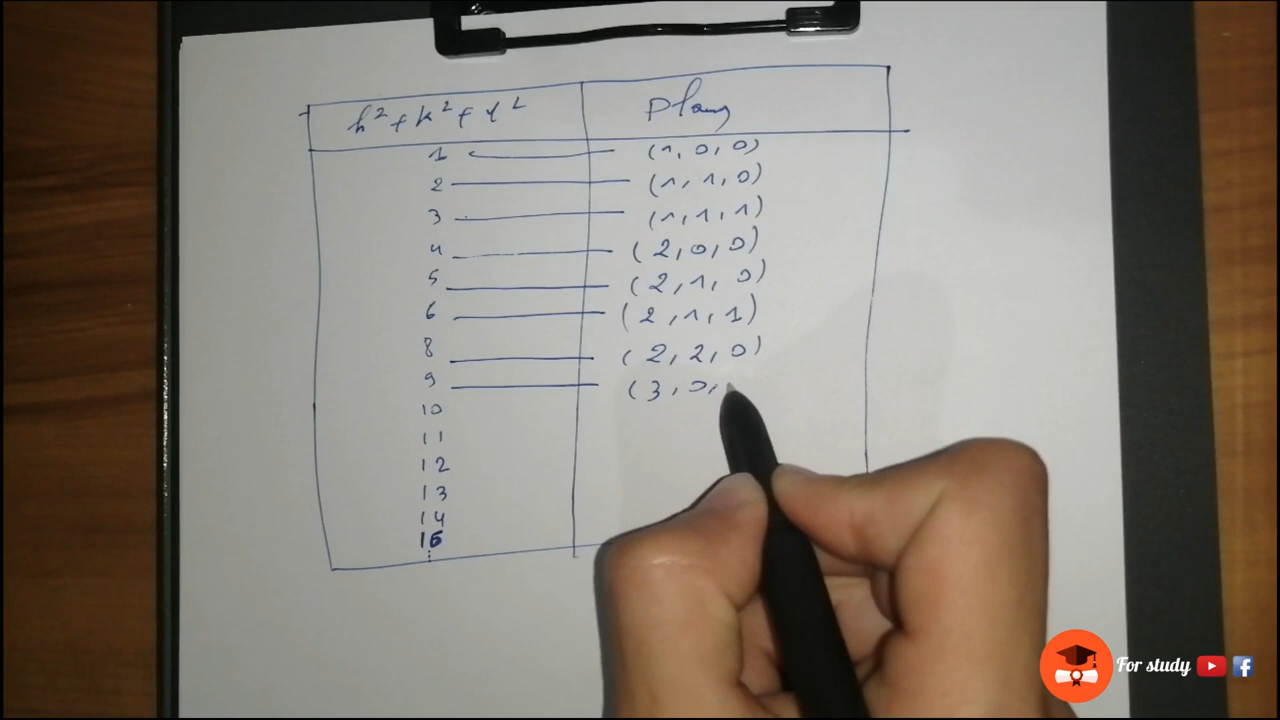 h² + k² + l² Plans
1 (1, 0, 0)
2 (1, 1, 0)
3 (1, 1, 1)
4 (2, 0, 0)
5 (2, 1, 0)
6 (2, 1, 1)
8 (2, 2, 0)
9 (3, 0,
10
11
12
13
14
16
For study